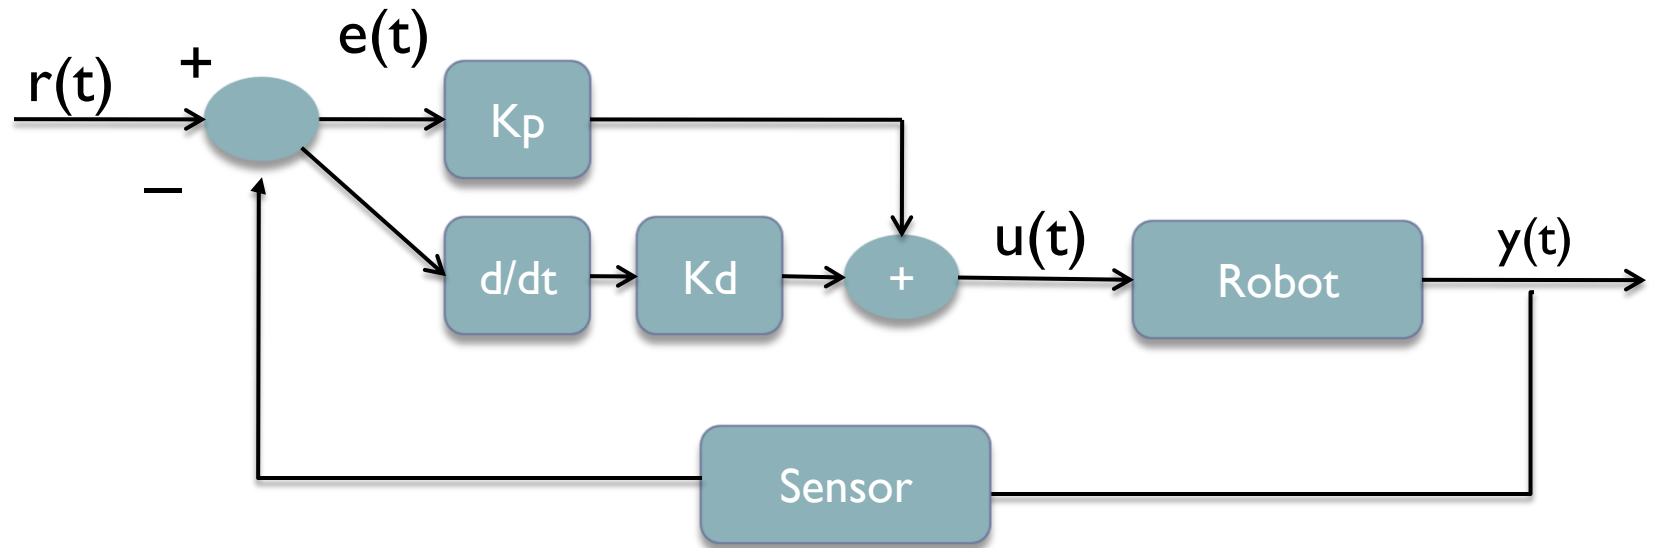 e(t)
+
r(t)
Kp
−
u(t)
y(t)
d/dt
Kd
+
Robot
Sensor